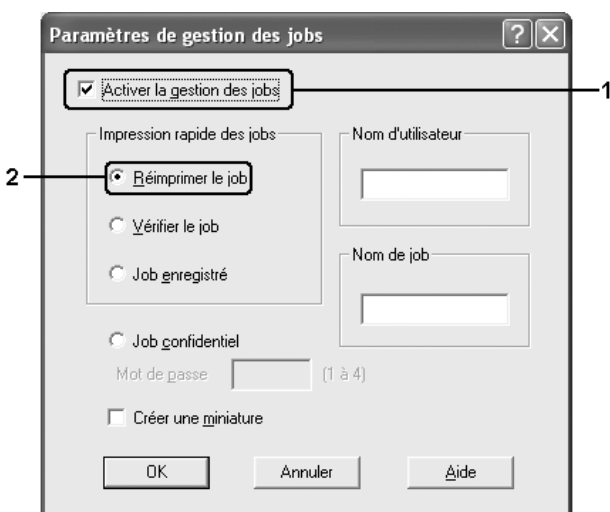 Paramètres de gestion des jobs
Activer la gestion des jobs
1
Impression rapide des jobs
Nom d'utilisateur
2
Réimprimer le job
Vérifier le job
Nom de job
Job enregistré
Job confidentiel
Mot de passe (1 à 4)
Créer une miniature
OK Annuler Aide